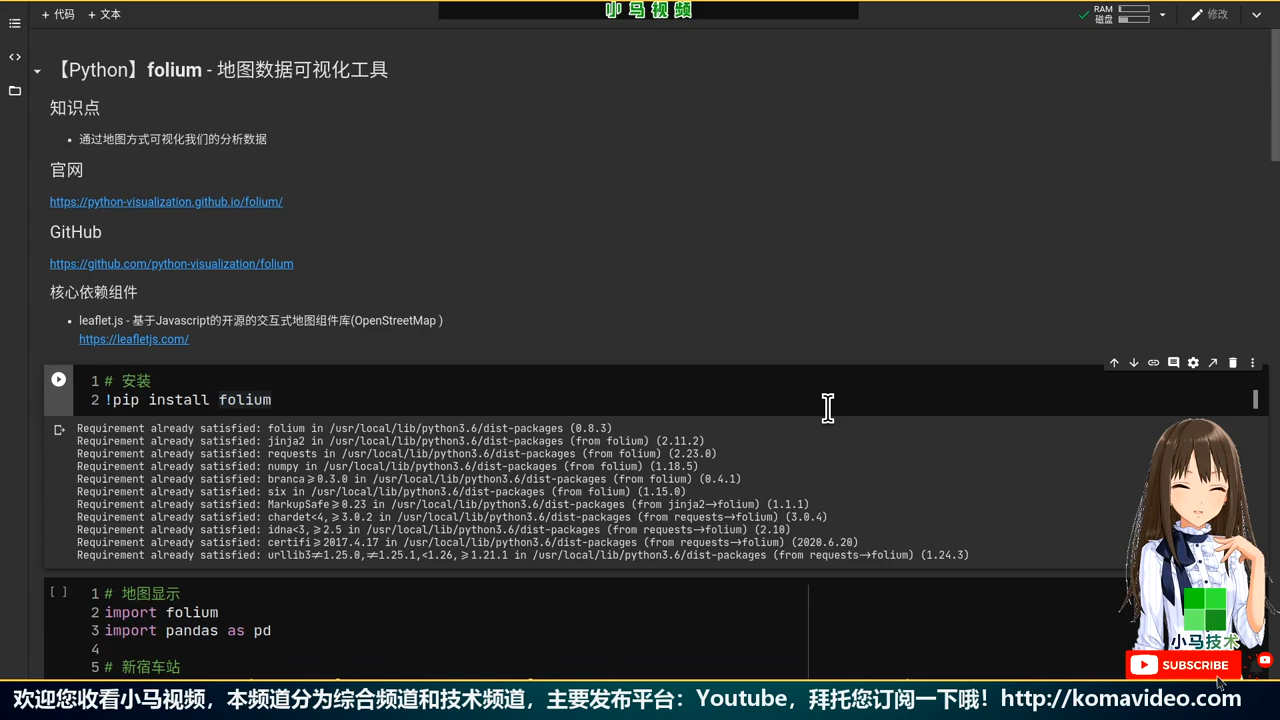 小马视频
+ 代码 + 文本
RAM
磁盘
修改
【Python】folium - 地图数据可视化工具
知识点
• 通过地图方式可视化我们的分析数据
官网
https://python-visualization.github.io/folium/
GitHub
https://github.com/python-visualization/folium
核心依赖组件
• leaflet.js - 基于Javascript的开源的交互式地图组件库(OpenStreetMap )
https://leafletjs.com/
1 # 安装
2 !pip install folium
Requirement already satisfied: folium in /usr/local/lib/python3.6/dist-packages (0.8.3)
Requirement already satisfied: jinja2 in /usr/local/lib/python3.6/dist-packages (from folium) (2.11.2)
Requirement already satisfied: requests in /usr/local/lib/python3.6/dist-packages (from folium) (2.23.0)
Requirement already satisfied: numpy in /usr/local/lib/python3.6/dist-packages (from folium) (1.18.5)
Requirement already satisfied: branca≥0.3.0 in /usr/local/lib/python3.6/dist-packages (from folium) (0.4.1)
Requirement already satisfied: six in /usr/local/lib/python3.6/dist-packages (from folium) (1.15.0)
Requirement already satisfied: MarkupSafe≥0.23 in /usr/local/lib/python3.6/dist-packages (from jinja2→folium) (1.1.1)
Requirement already satisfied: chardet<4,≥3.0.2 in /usr/local/lib/python3.6/dist-packages (from requests→folium) (3.0.4)
Requirement already satisfied: idna<3,≥2.5 in /usr/local/lib/python3.6/dist-packages (from requests→folium) (2.10)
Requirement already satisfied: certifi≥2017.4.17 in /usr/local/lib/python3.6/dist-packages (from requests→folium) (2020.6.20)
Requirement already satisfied: urllib3≠1.25.0,≠1.25.1,<1.26,≥1.21.1 in /usr/local/lib/python3.6/dist-packages (from requests→folium) (1.24.3)
[ ] 1 # 地图显示
2 import folium
3 import pandas as pd
4
5 # 新宿车站
小马技术
SUBSCRIBE
欢迎您收看小马视频，本频道分为综合频道和技术频道，主要发布平台：Youtube，拜托您订阅一下哦！http://komavideo.com